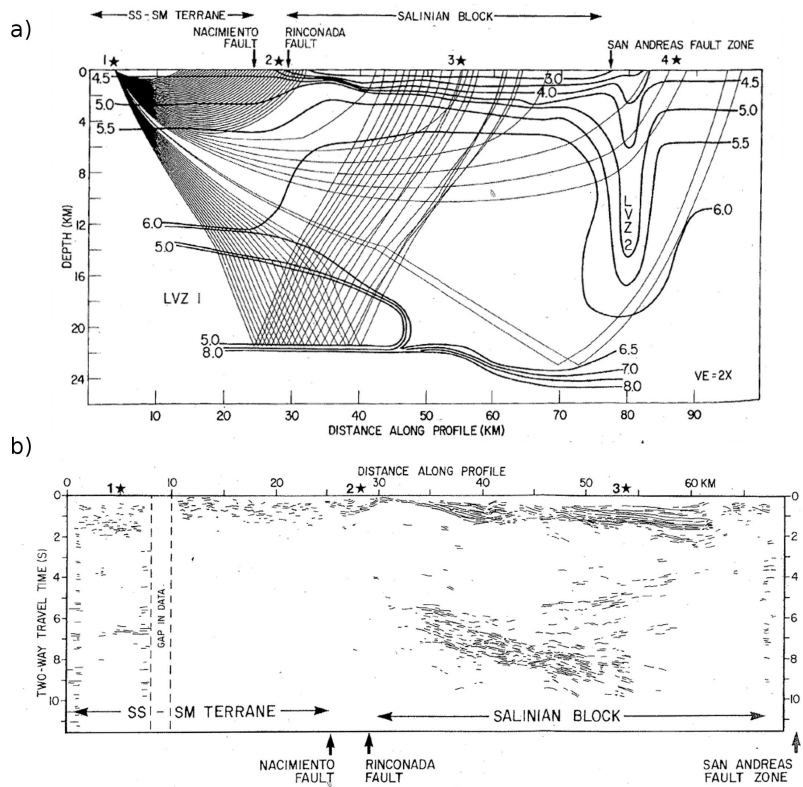 a)
SS-SM TERRANE
SALINIAN BLOCK
NACIMIENTO
FAULT
RINCONADA
FAULT
SAN ANDREAS FAULT ZONE
1★ 2★ 3★ 4★
0
4
8
12
16
20
24
DEPTH (KM)
4.5
5.0
5.5
6.0
5.0
LVZ 1
5.0
8.0
3.0
4.0
LVZ 2
4.5
5.0
5.5
6.0
6.5
7.0
8.0
VE=2X
10 20 30 40 50 60 70 80 90
DISTANCE ALONG PROFILE (KM)
b)
DISTANCE ALONG PROFILE
1★ 2★ 3★
0 10 20 30 40 50 60 KM
0
2
4
6
8
10
TWO-WAY TRAVEL TIME (S)
GAP IN DATA
0
2
4
6
8
10
SS-SM TERRANE
SALINIAN BLOCK
NACIMIENTO
FAULT
RINCONADA
FAULT
SAN ANDREAS
FAULT ZONE